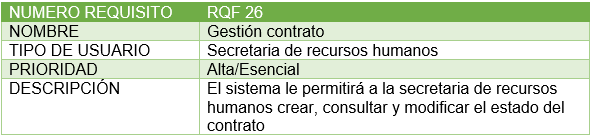 NUMERO REQUISITO RQF 26
NOMBRE Gestión contrato
TIPO DE USUARIO Secretaria de recursos humanos
PRIORIDAD Alta/Esencial
DESCRIPCIÓN El sistema le permitirá a la secretaria de recursos
humanos crear, consultar y modificar el estado del
contrato